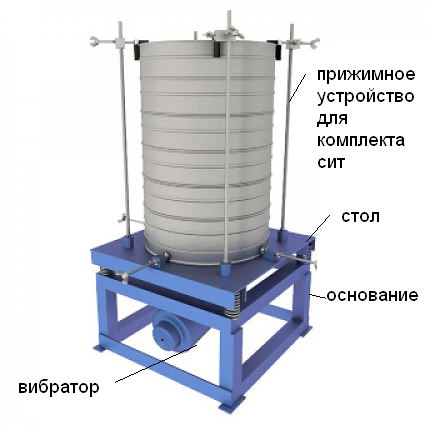 прижимное
устройство
для
комплекта
сит
стол
основание
вибратор